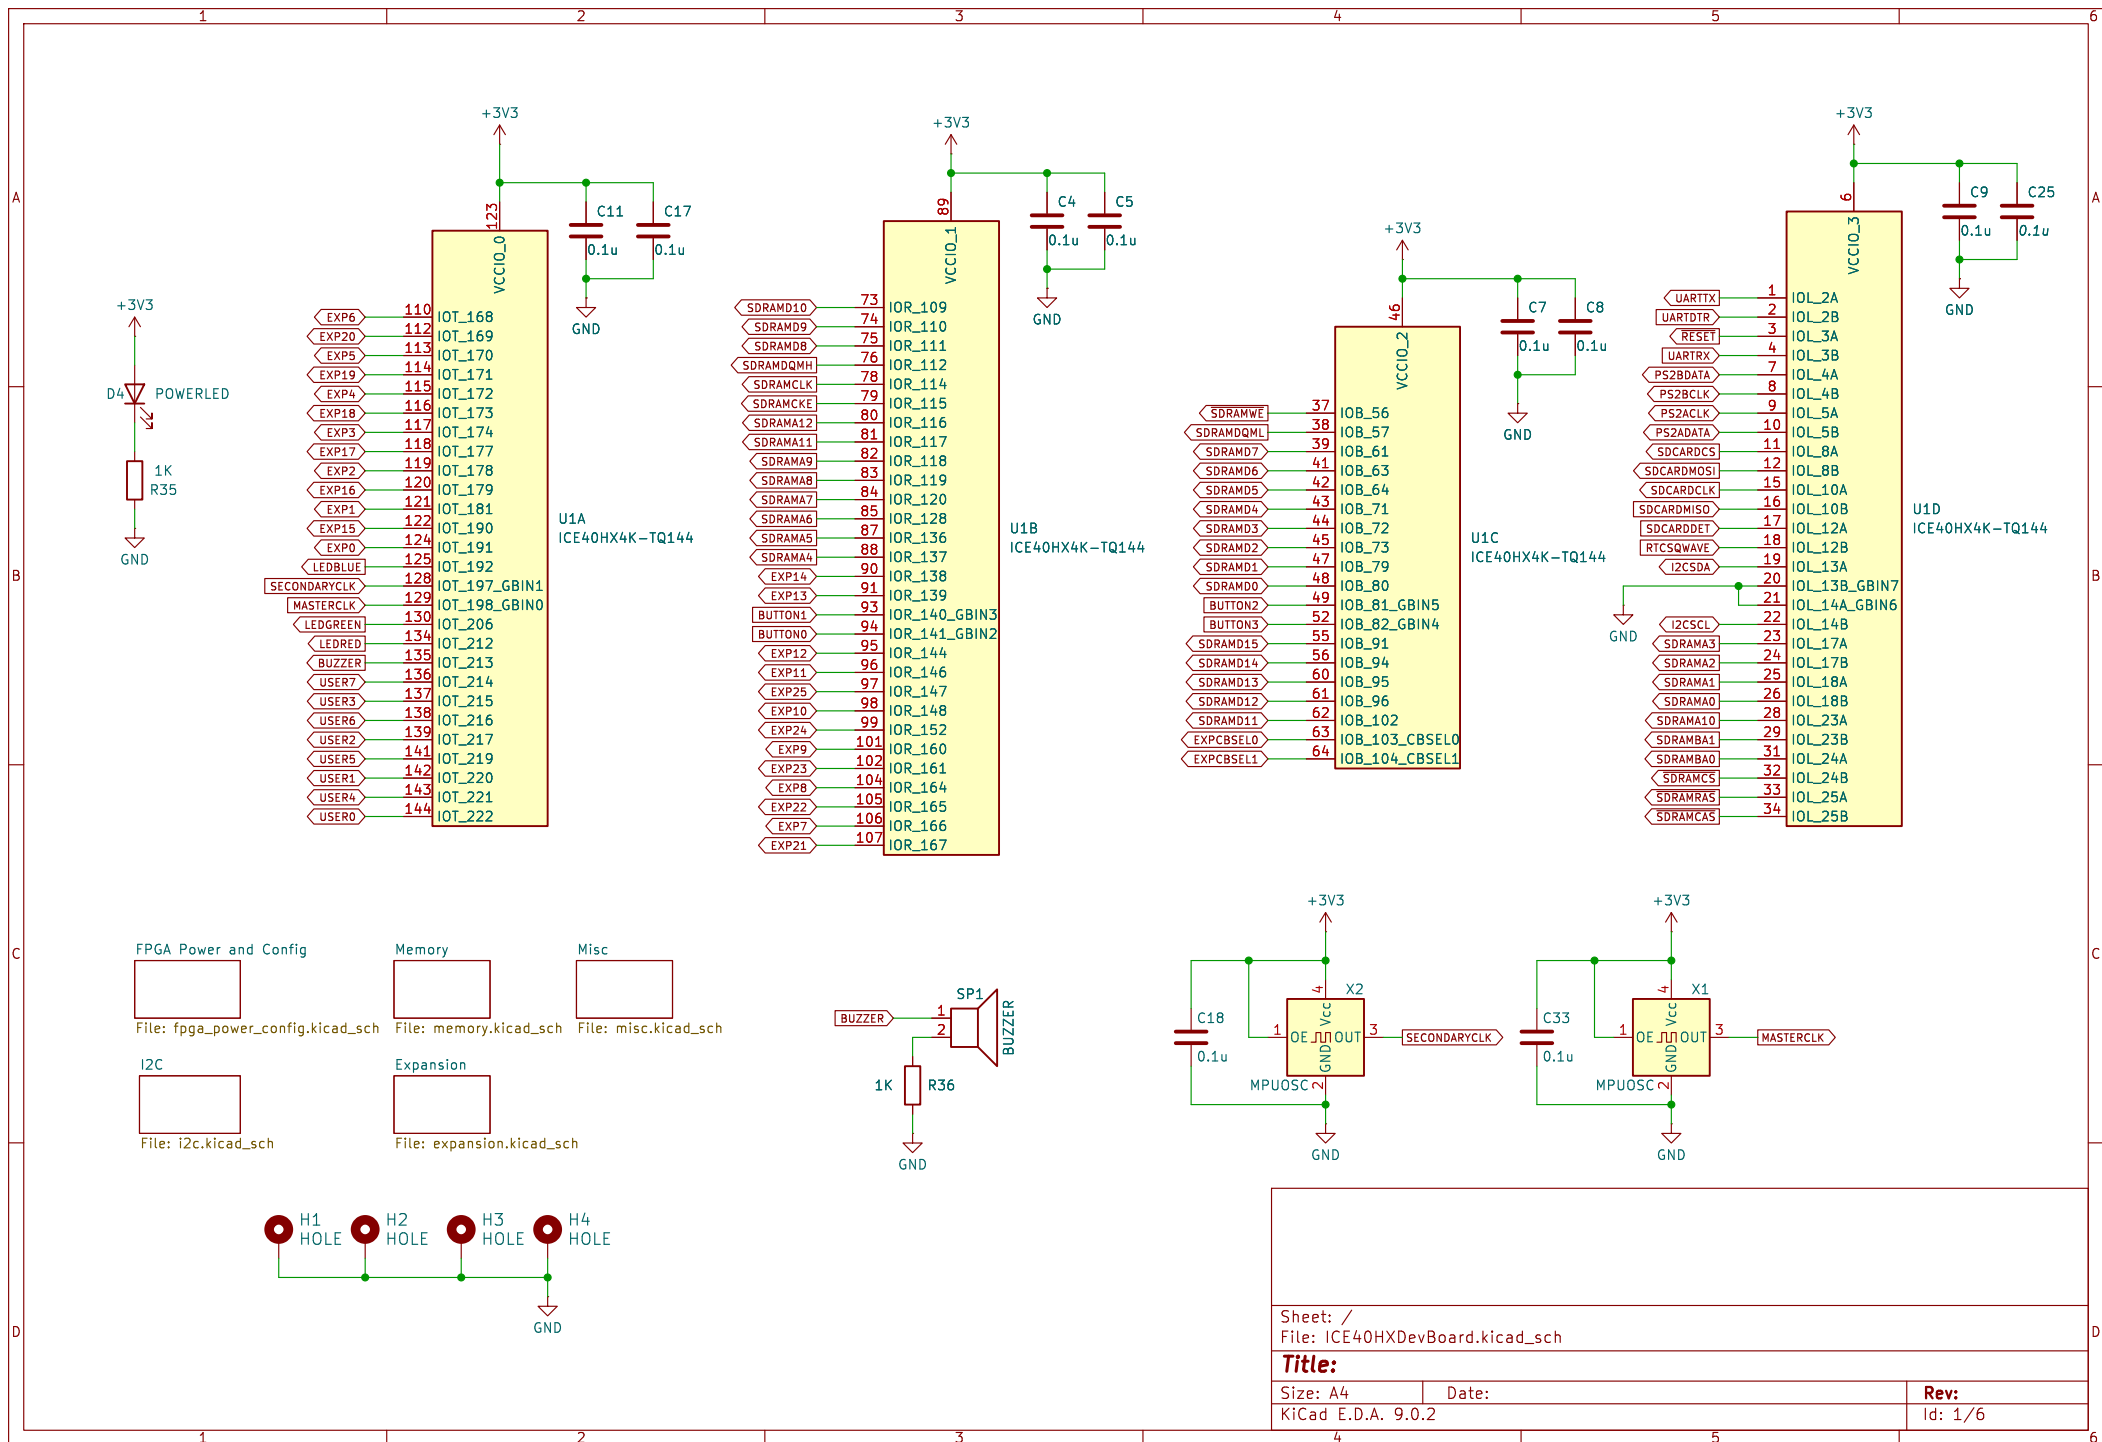 1 2 3 4 5 6
A
B
C
D
+3V3
D4 POWERLED
1K
R35
GND
+3V3
123
VCCIO_0
C11
0.1u
C17
0.1u
GND
EXP6 110 IOT_168
EXP20 112 IOT_169
EXP5 113 IOT_170
EXP19 114 IOT_171
EXP4 115 IOT_172
EXP18 116 IOT_173
EXP3 117 IOT_174
EXP17 118 IOT_177
EXP2 119 IOT_178
EXP16 120 IOT_179
EXP1 121 IOT_181
EXP15 122 IOT_190
EXP0 124 IOT_191
LEDBLUE 125 IOT_192
SECONDARYCLK 128 IOT_197_GBIN1
MASTERCLK 129 IOT_198_GBIN0
LEDGREEN 130 IOT_206
LEDRED 134 IOT_212
BUZZER 135 IOT_213
USER7 136 IOT_214
USER3 137 IOT_215
USER6 138 IOT_216
USER2 139 IOT_217
USER5 141 IOT_219
USER1 142 IOT_220
USER4 143 IOT_221
USER0 144 IOT_222
U1A
ICE40HX4K-TQ144
+3V3
89
VCCIO_1
C4
0.1u
C5
0.1u
GND
SDRAMD10 73 IOR_109
SDRAMD9 74 IOR_110
SDRAMD8 75 IOR_111
SDRAMDQMH 76 IOR_112
SDRAMCLK 78 IOR_114
SDRAMCKE 79 IOR_115
SDRAMA12 80 IOR_116
SDRAMA11 81 IOR_117
SDRAMA9 82 IOR_118
SDRAMA8 83 IOR_119
SDRAMA7 84 IOR_120
SDRAMA6 85 IOR_128
SDRAMA5 87 IOR_136
SDRAMA4 88 IOR_137
EXP14 90 IOR_138
EXP13 91 IOR_139
BUTTON1 93 IOR_140_GBIN3
BUTTON0 94 IOR_141_GBIN2
EXP12 95 IOR_144
EXP11 96 IOR_146
EXP25 97 IOR_147
EXP10 98 IOR_148
EXP24 99 IOR_152
EXP9 101 IOR_160
EXP23 102 IOR_161
EXP8 104 IOR_164
EXP22 105 IOR_165
EXP7 106 IOR_166
EXP21 107 IOR_167
U1B
ICE40HX4K-TQ144
+3V3
46
VCCIO_2
C7
0.1u
C8
0.1u
GND
SDRAMWE 37 IOB_56
SDRAMDQML 38 IOB_57
SDRAMD7 39 IOB_61
SDRAMD6 41 IOB_63
SDRAMD5 42 IOB_64
SDRAMD4 43 IOB_71
SDRAMD3 44 IOB_72
SDRAMD2 45 IOB_73
SDRAMD1 47 IOB_79
SDRAMD0 48 IOB_80
BUTTON2 49 IOB_81_GBIN5
BUTTON3 52 IOB_82_GBIN4
SDRAMD15 55 IOB_91
SDRAMD14 56 IOB_94
SDRAMD13 60 IOB_95
SDRAMD12 61 IOB_96
SDRAMD11 62 IOB_102
EXPCBSEL0 63 IOB_103_CBSEL0
EXPCBSEL1 64 IOB_104_CBSEL1
U1C
ICE40HX4K-TQ144
+3V3
6
VCCIO_3
C9
0.1u
C25
0.1u
GND
UARTTX 1 IOL_2A
UARTDTR 2 IOL_2B
RESET 3 IOL_3A
UARTRX 4 IOL_3B
PS2BDATA 7 IOL_4A
PS2BCLK 8 IOL_4B
PS2ACLK 9 IOL_5A
PS2ADATA 10 IOL_5B
SDCARDCS 11 IOL_8A
SDCARDMOSI 12 IOL_8B
SDCARDCLK 15 IOL_10A
SDCARDMISO 16 IOL_10B
SDCARDDET 17 IOL_12A
RTCSQWAVE 18 IOL_12B
I2CSDA 19 IOL_13A
20 IOL_13B_GBIN7
21 IOL_14A_GBIN6
GND
I2CSCL 22 IOL_14B
SDRAMA3 23 IOL_17A
SDRAMA2 24 IOL_17B
SDRAMA1 25 IOL_18A
SDRAMA0 26 IOL_18B
SDRAMA10 28 IOL_23A
SDRAMBA1 29 IOL_23B
SDRAMBA0 31 IOL_24A
SDRAMCS 32 IOL_24B
SDRAMRAS 33 IOL_25A
SDRAMCAS 34 IOL_25B
U1D
ICE40HX4K-TQ144
FPGA Power and Config
File: fpga_power_config.kicad_sch
Memory
File: memory.kicad_sch
Misc
File: misc.kicad_sch
I2C
File: i2c.kicad_sch
Expansion
File: expansion.kicad_sch
SP1
BUZZER 1
2
BUZZER
1K R36
GND
+3V3
C18
0.1u
X2
4
Vcc
1 OE OUT 3 SECONDARYCLK
GND
MPUOSC 2
GND
+3V3
C33
0.1u
X1
4
Vcc
1 OE OUT 3 MASTERCLK
GND
MPUOSC 2
GND
H1
HOLE
H2
HOLE
H3
HOLE
H4
HOLE
GND
Sheet: /
File: ICE40HXDevBoard.kicad_sch
Title:
Size: A4 Date: Rev:
KiCad E.D.A. 9.0.2 Id: 1/6
A
B
C
D
1 2 3 4 5 6